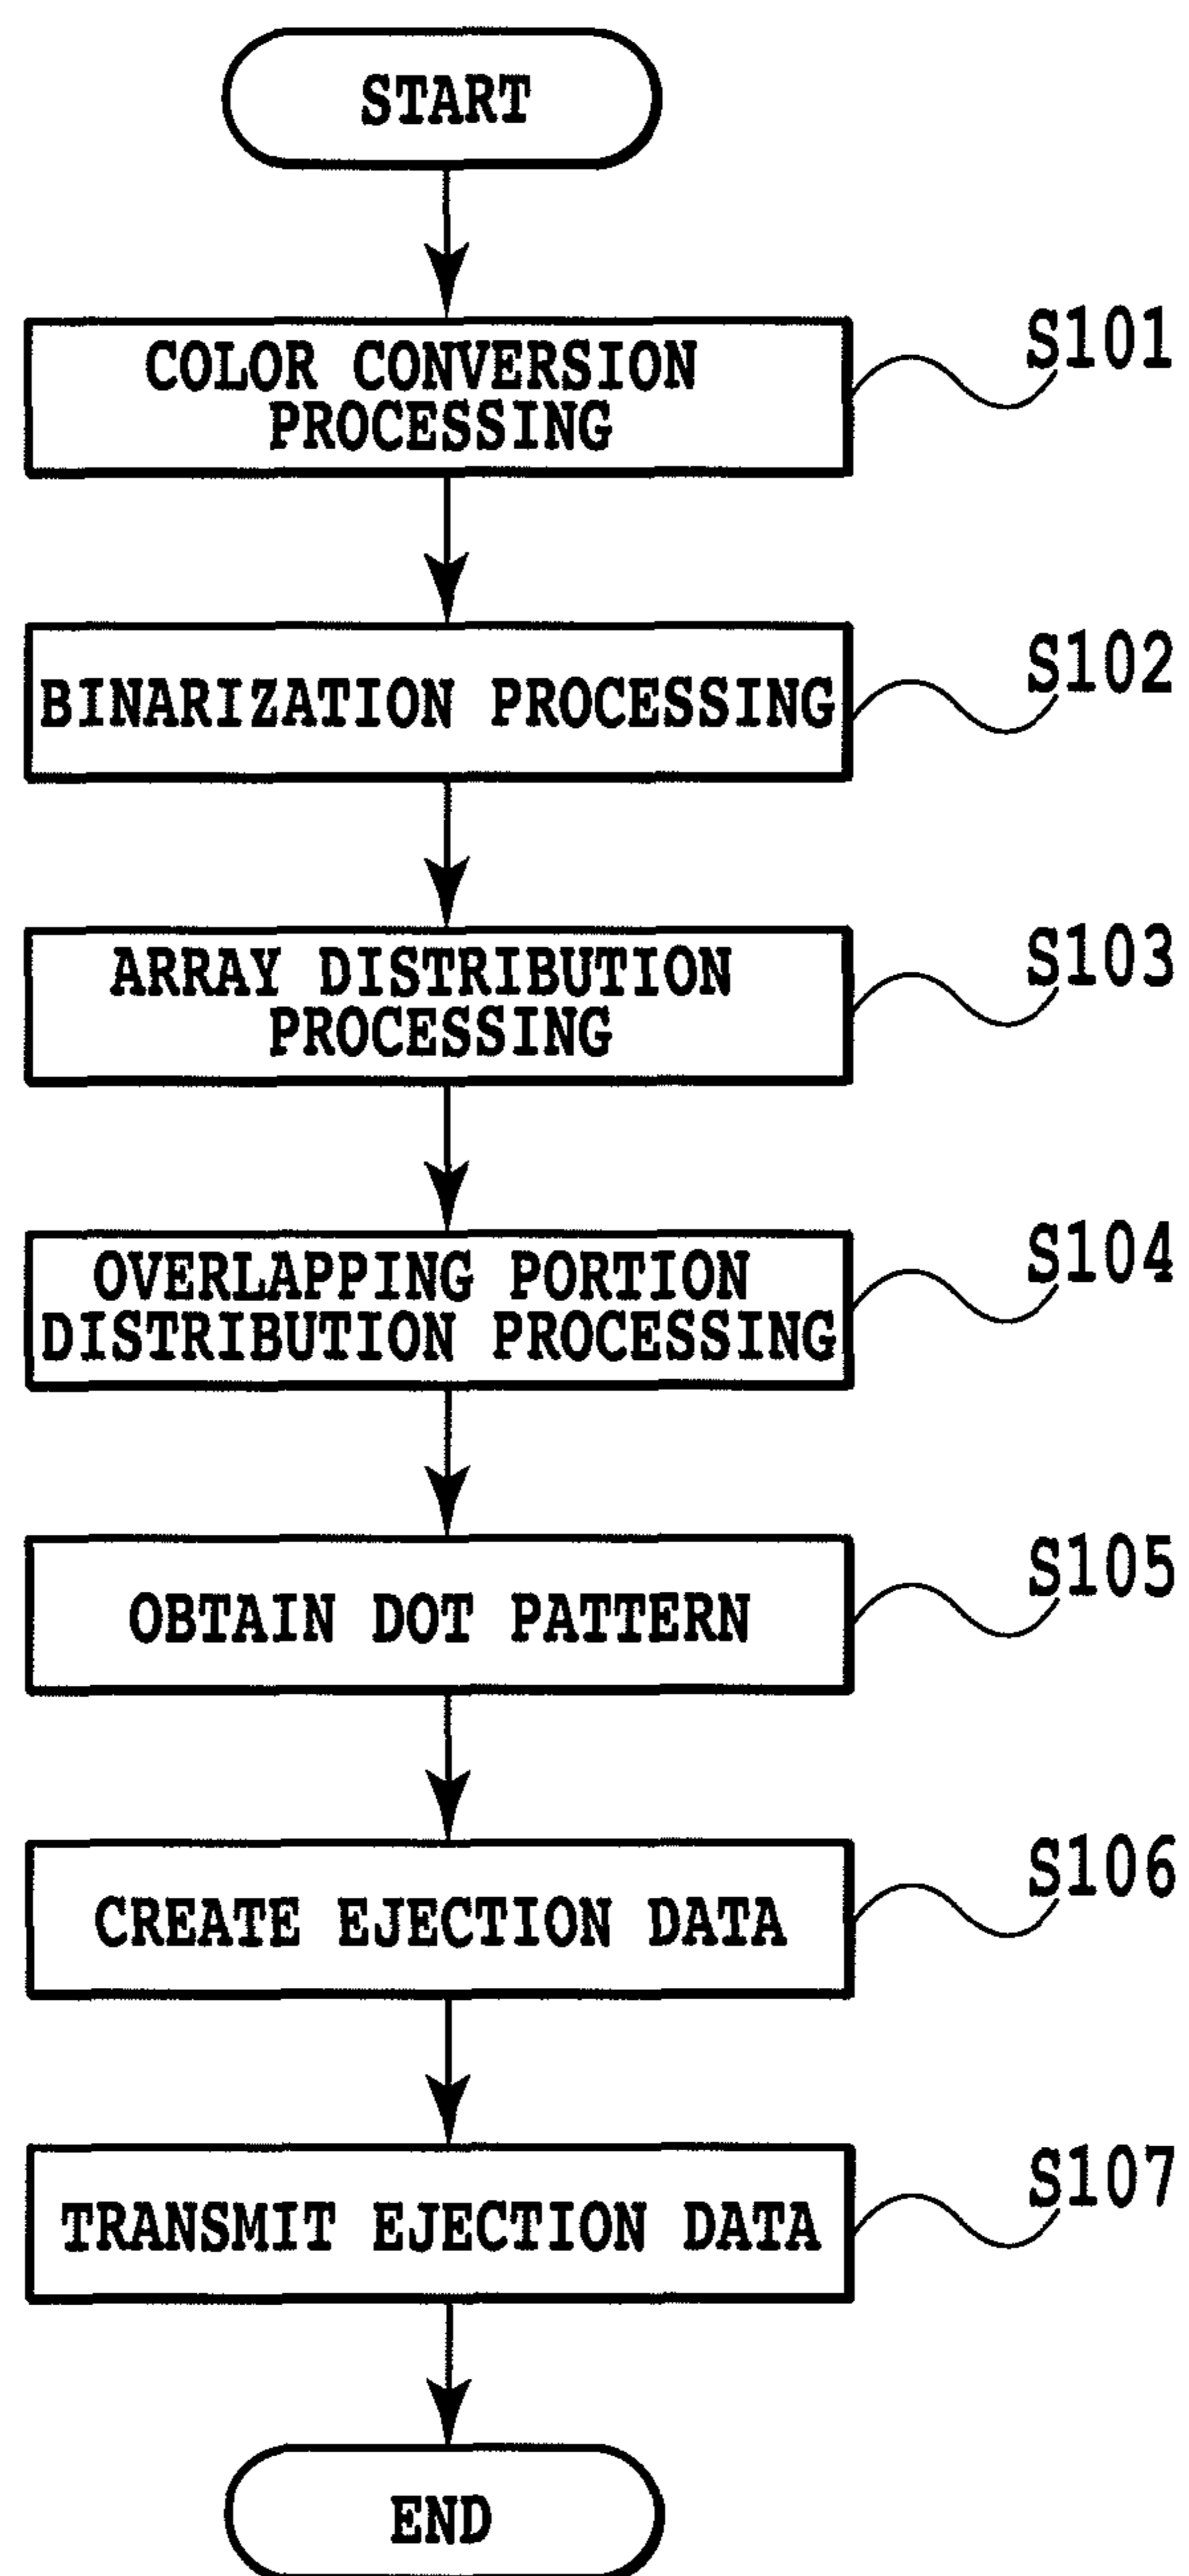 START
COLOR CONVERSION
PROCESSING
S101
BINARIZATION PROCESSING
S102
ARRAY DISTRIBUTION
PROCESSING
S103
OVERLAPPING PORTION
DISTRIBUTION PROCESSING
S104
OBTAIN DOT PATTERN
S105
CREATE EJECTION DATA
S106
TRANSMIT EJECTION DATA
S107
END